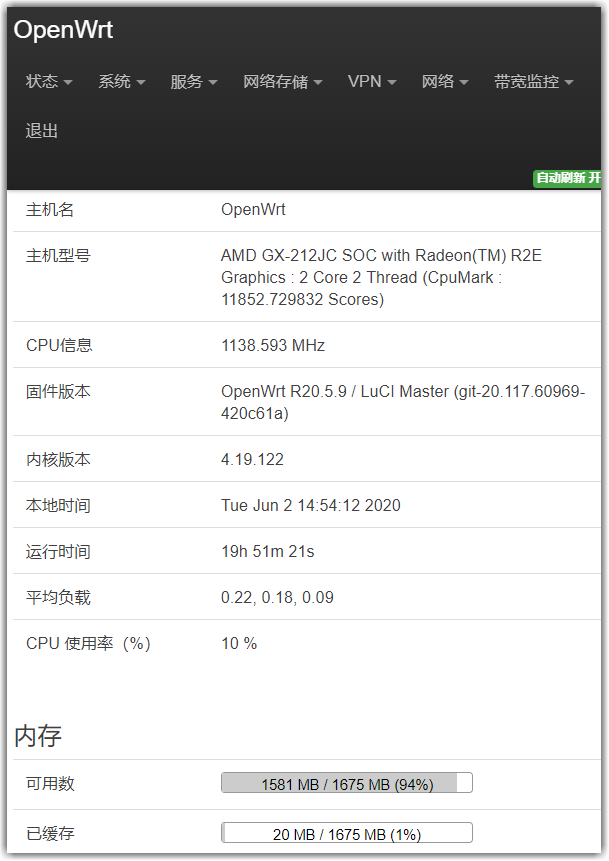 OpenWrt
状态 系统 服务 网络存储 VPN 网络 带宽监控
退出
自动刷新 开
主机名 OpenWrt
主机型号 AMD GX-212JC SOC with Radeon(TM) R2E
Graphics : 2 Core 2 Thread (CpuMark :
11852.729832 Scores)
CPU信息 1138.593 MHz
固件版本 OpenWrt R20.5.9 / LuCI Master (git-20.117.60969-
420c61a)
内核版本 4.19.122
本地时间 Tue Jun 2 14:54:12 2020
运行时间 19h 51m 21s
平均负载 0.22, 0.18, 0.09
CPU 使用率（%） 10 %
内存
可用数 1581 MB / 1675 MB (94%)
已缓存 20 MB / 1675 MB (1%)